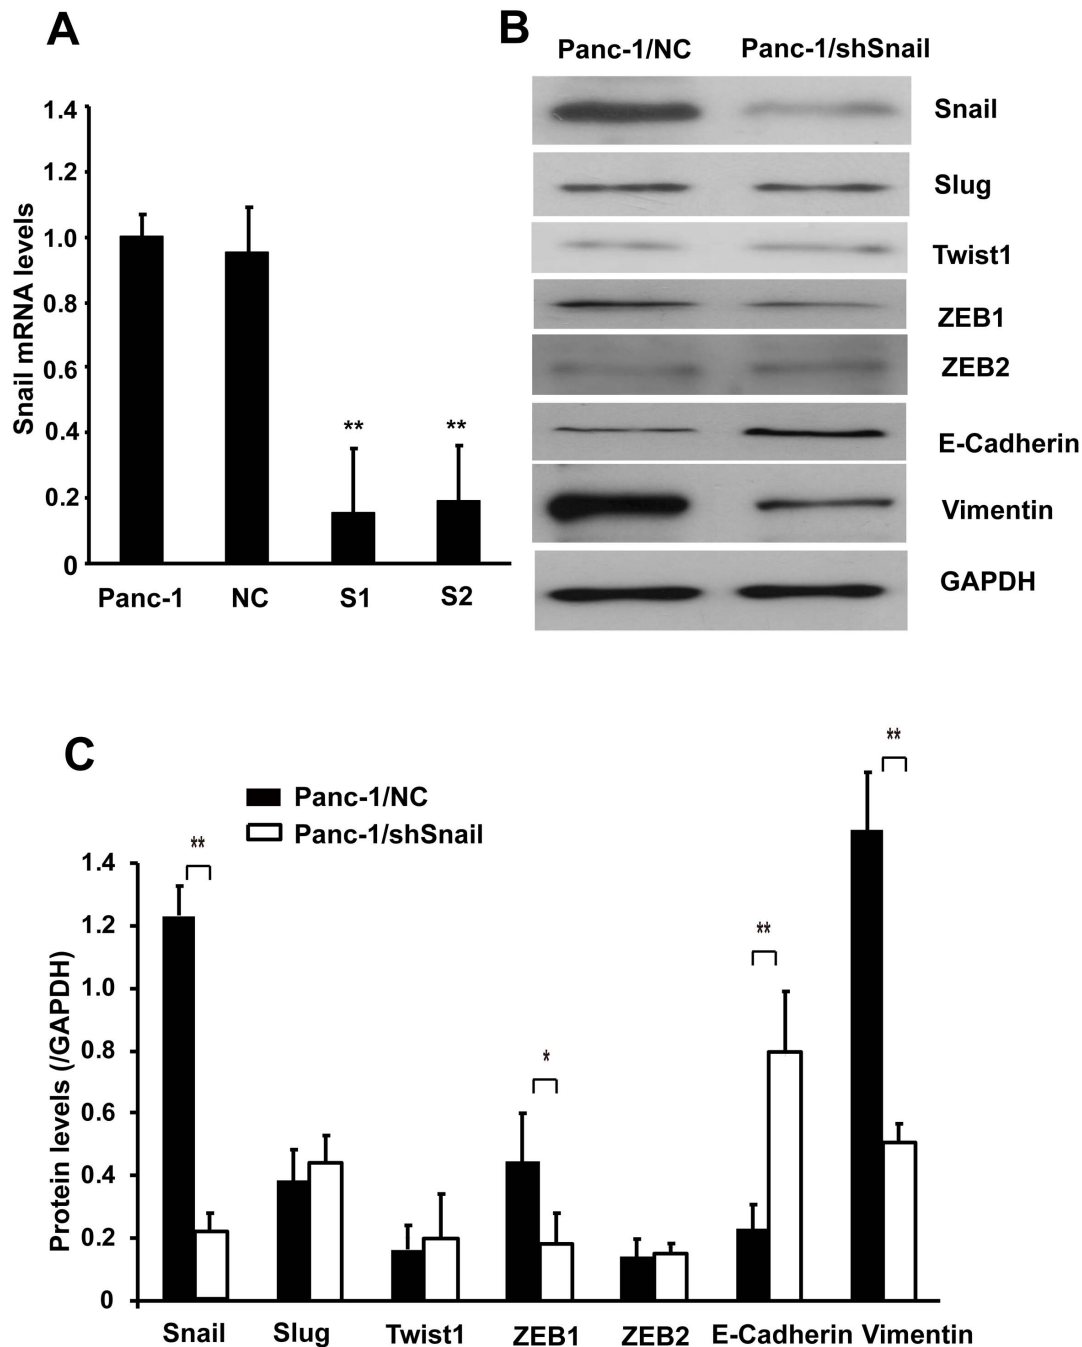 A
Snail mRNA levels
1.4
1.2
1.0
0.8
0.6
0.4
0.2
0
** **
Panc-1 NC S1 S2
B
Panc-1/NC Panc-1/shSnail
Snail
Slug
Twist1
ZEB1
ZEB2
E-Cadherin
Vimentin
GAPDH
C
Panc-1/NC
Panc-1/shSnail
Protein levels (/GAPDH)
1.4
1.2
1.0
0.8
0.6
0.4
0.2
0
**
*
**
**
Snail Slug Twist1 ZEB1 ZEB2 E-Cadherin Vimentin